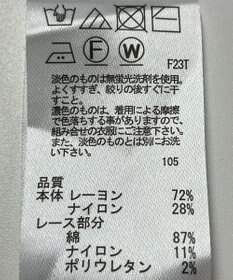 F W
F23T
淡色のものは無蛍光洗剤を使用。
よくすすぎ、絞りの後すぐに干
すこと。
濃色のものは、着用による摩擦
で色落ちする事がありますので、
組み合せの衣服にご注意下さい。
また、淡色のものとは別にお洗
い下さい。
105
品質
本体 レーヨン 72%
ナイロン 28%
レース部分
綿 87%
ナイロン 11%
ポリウレタン 2%